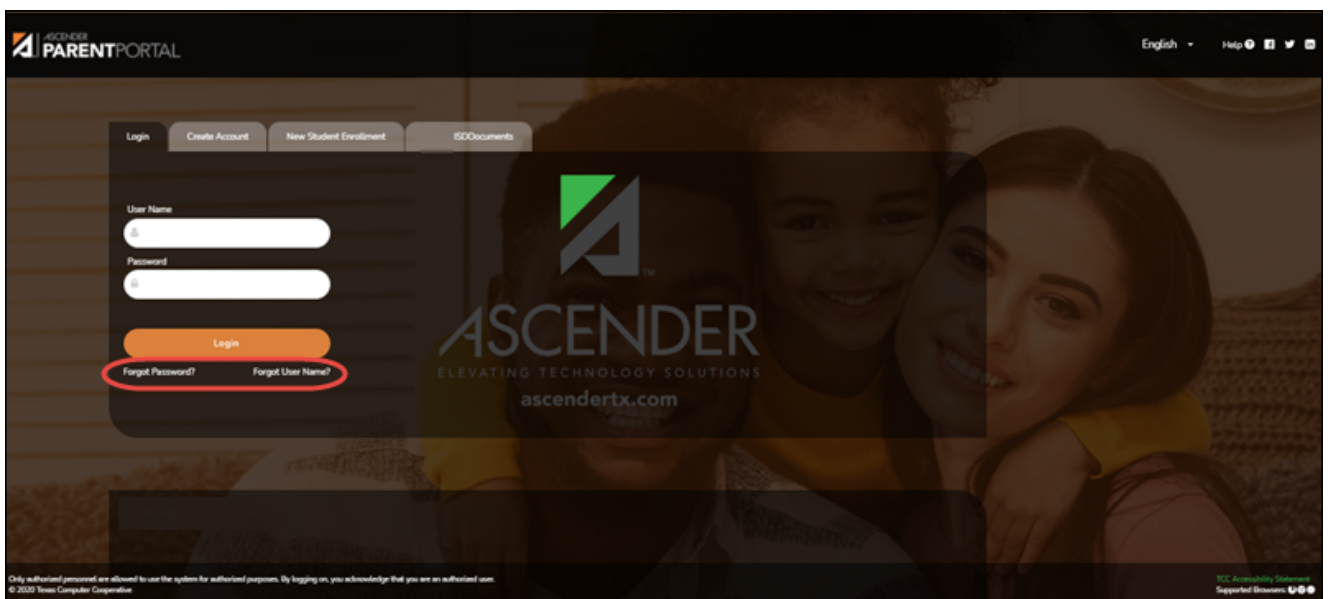 ASCENDER
PARENTPORTAL
English
Help
Login
Create Account
New Student Enrollment
ISDDocuments
User Name
Password
Login
Forgot Password?
Forgot User Name?
TM
ASCENDER
ELEVATING TECHNOLOGY SOLUTIONS
ascendertx.com
Only authorized personnel are allowed to use the system for authorized purposes. By logging on, you acknowledge that you are an authorized user.
© 2020 Texas Computer Cooperative
TCC Accessibility Statement
Supported Browsers: